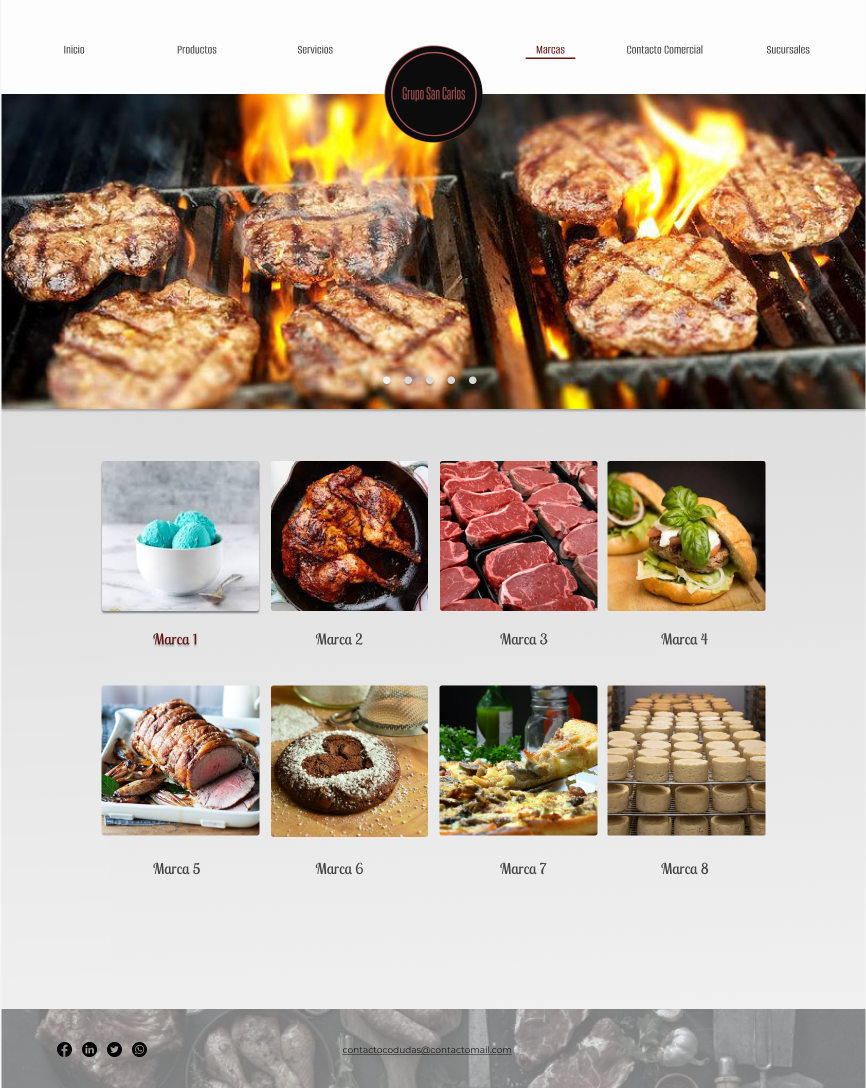 Inicio
Productos
Servicios
Marcas
Contacto Comercial
Sucursales
Grupo San Carlos
Marca 1
Marca 2
Marca 3
Marca 4
Marca 5
Marca 6
Marca 7
Marca 8
contactocodudas@contactomail.com